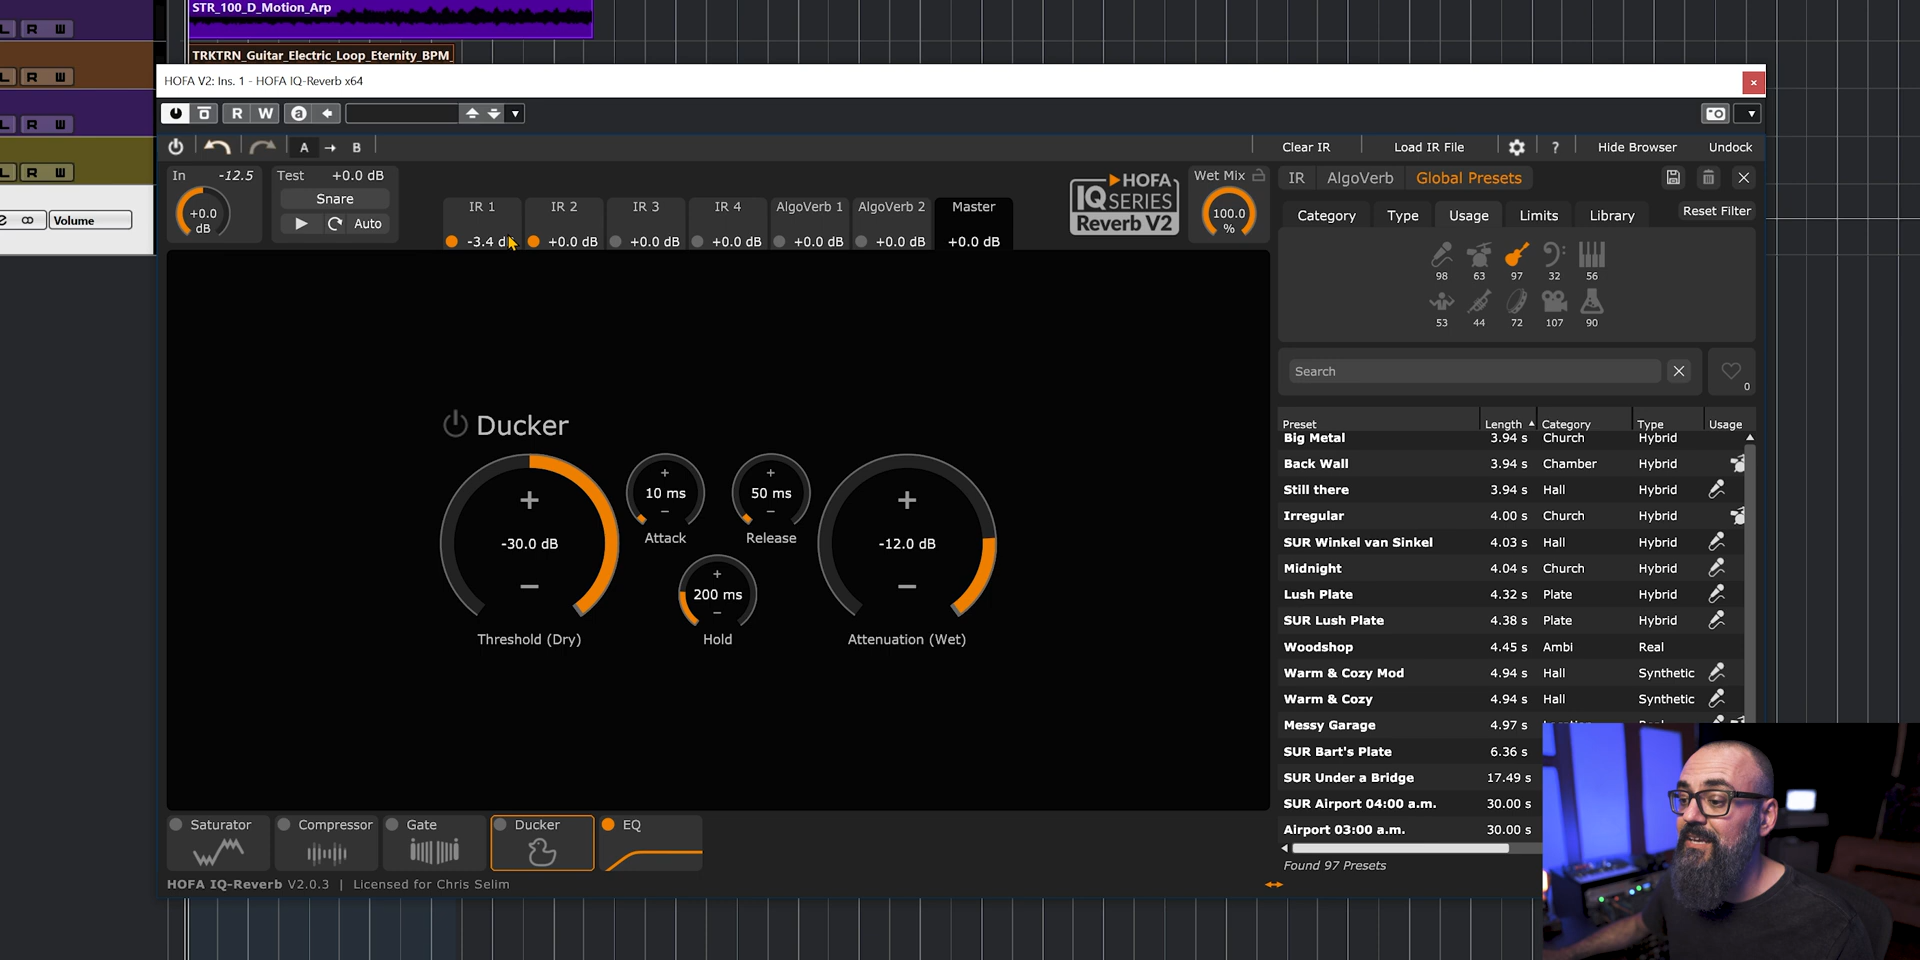 STR_100_D_Motion_Arp
TRKTRN_Guitar_Electric_Loop_Eternity_BPM_
L R W
L R W
L R W
L R W
Volume
HOFA V2: Ins. 1 - HOFA IQ-Reverb x64
×
R W a
A → B
Clear IR Load IR File ? Hide Browser Undock
In -12.5
+0.0
dB
Test +0.0 dB
Snare
Auto
IR 1 IR 2 IR 3 IR 4 AlgoVerb 1 AlgoVerb 2 Master
-3.4 d +0.0 dB +0.0 dB +0.0 dB +0.0 dB +0.0 dB +0.0 dB
HOFA
IQ SERIES
Reverb V2
Wet Mix
100.0
%
IR AlgoVerb Global Presets
Category Type Usage Limits Library Reset Filter
98 63 97 32 56
53 44 72 107 90
Search
0
Preset Length Category Type Usage
Big Metal 3.94 s Church Hybrid
Back Wall 3.94 s Chamber Hybrid
Still there 3.94 s Hall Hybrid
Irregular 4.00 s Church Hybrid
SUR Winkel van Sinkel 4.03 s Hall Hybrid
Midnight 4.04 s Church Hybrid
Lush Plate 4.32 s Plate Hybrid
SUR Lush Plate 4.38 s Plate Hybrid
Woodshop 4.45 s Ambi Real
Warm & Cozy Mod 4.94 s Hall Synthetic
Warm & Cozy 4.94 s Hall Synthetic
Messy Garage 4.97 s
SUR Bart's Plate 6.36 s
SUR Under a Bridge 17.49 s
SUR Airport 04:00 a.m. 30.00 s
Airport 03:00 a.m. 30.00 s
Found 97 Presets
Ducker
+
-30.0 dB
−
Threshold (Dry)
+
10 ms
−
Attack
+
50 ms
−
Release
+
200 ms
−
Hold
+
-12.0 dB
−
Attenuation (Wet)
Saturator Compressor Gate Ducker EQ
HOFA IQ-Reverb V2.0.3 | Licensed for Chris Selim